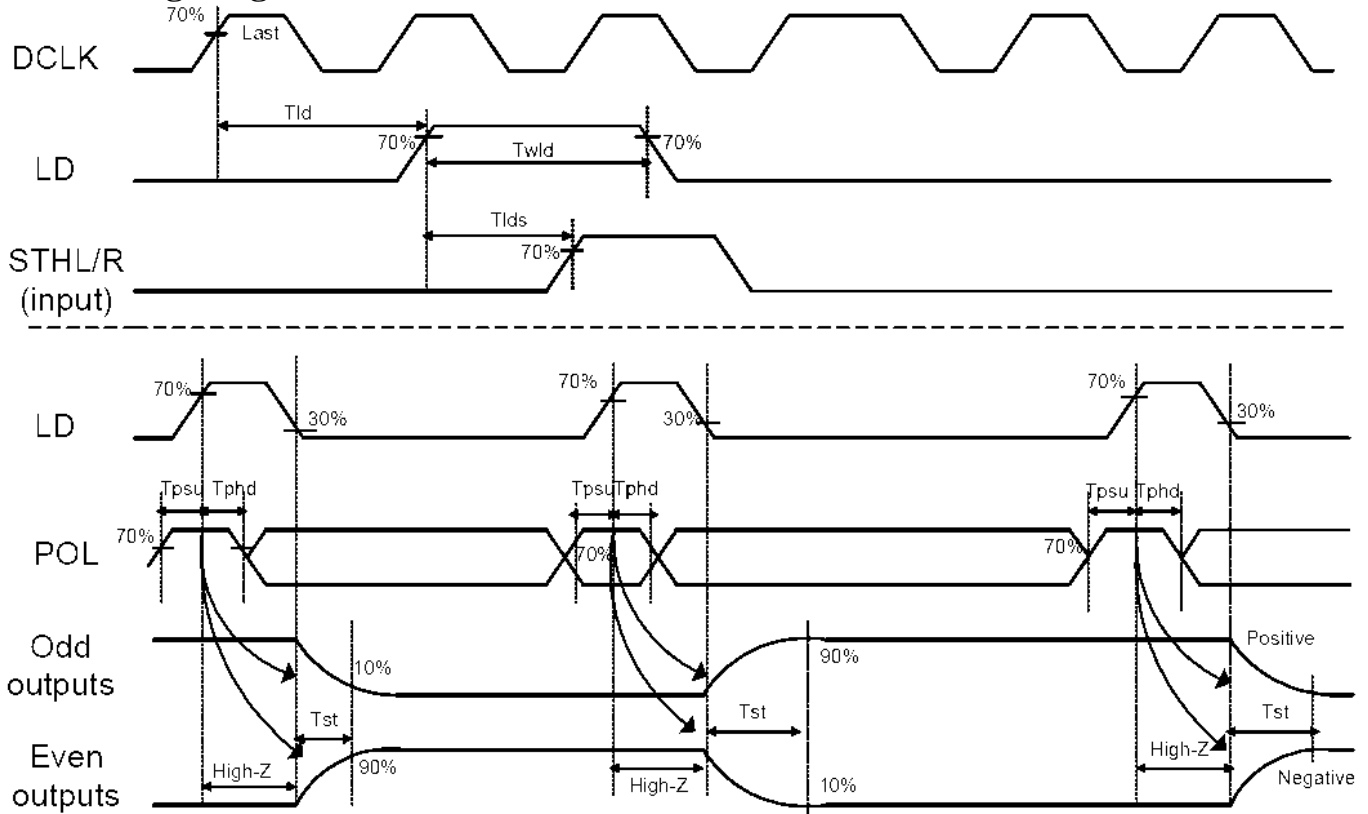 70%
Last
DCLK
Tld
70%
Twld
70%
LD
Tlds
70%
STHL/R
(input)
70%
30%
70%
30%
70%
30%
LD
Tpsu Tphd
Tpsu Tphd
Tpsu Tphd
70%
70%
70%
POL
Odd
outputs
10%
90%
Positive
Tst
Tst
Tst
Even
outputs
High-Z
90%
High-Z
10%
High-Z
Negative